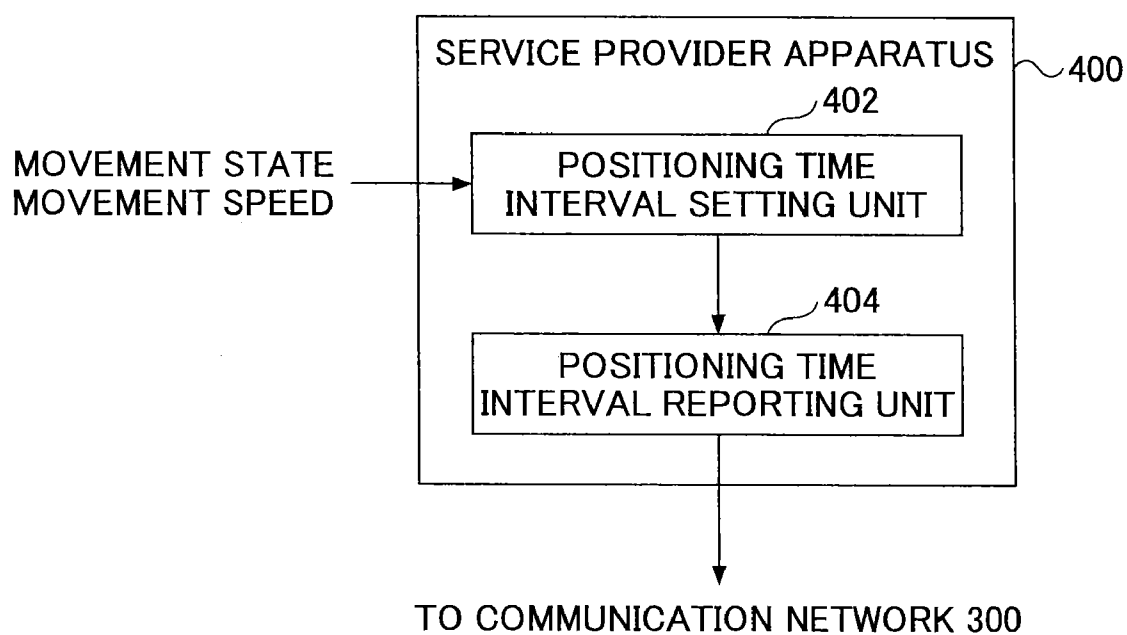 SERVICE PROVIDER APPARATUS
400
402
MOVEMENT STATE
MOVEMENT SPEED
POSITIONING TIME
INTERVAL SETTING UNIT
404
POSITIONING TIME
INTERVAL REPORTING UNIT
TO COMMUNICATION NETWORK 300